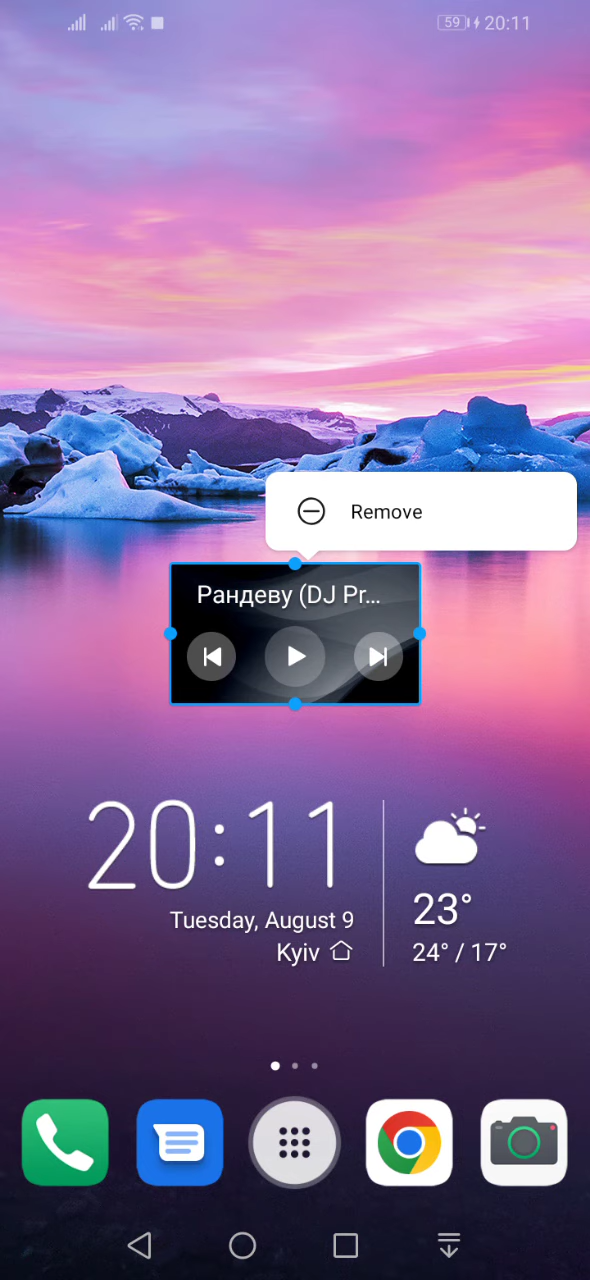 59 20:11
Remove
Рандеву (DJ Pr...
20:11
Tuesday, August 9
Kyiv
23°
24° / 17°